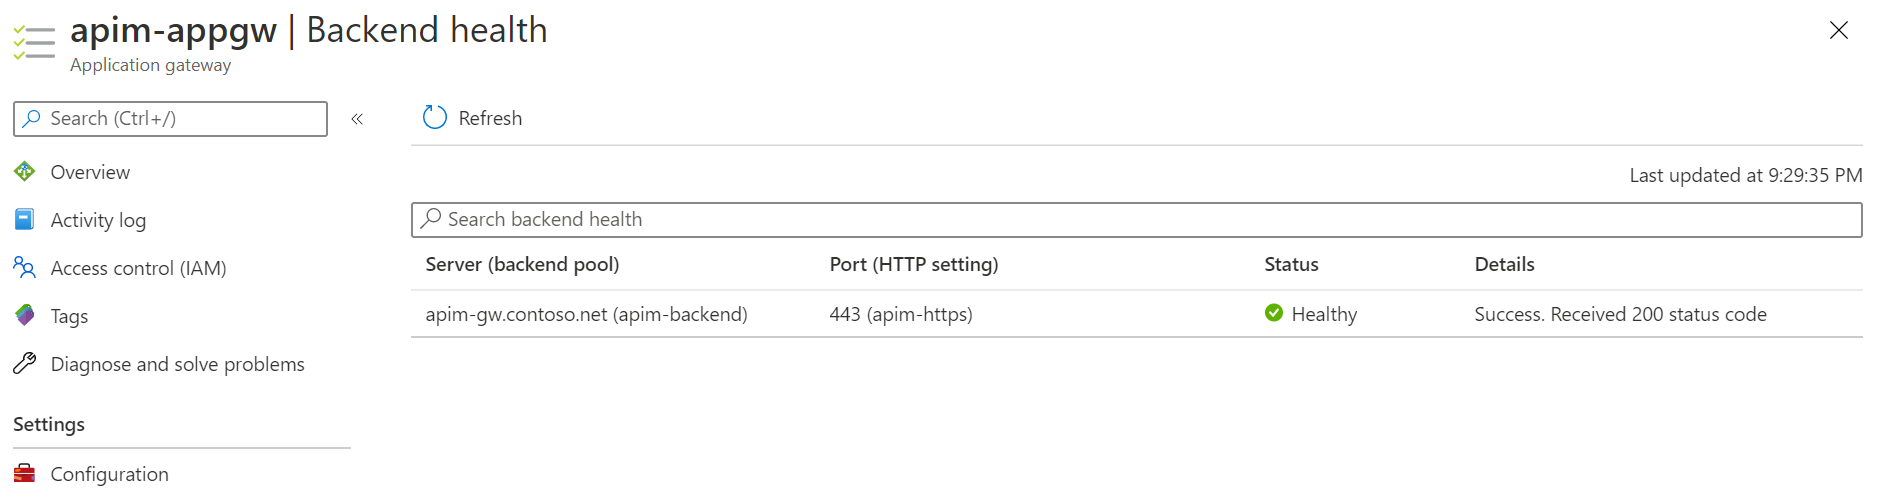 apim-appgw | Backend health
Application gateway
Search (Ctrl+/)
«
Refresh
Overview
Activity log
Access control (IAM)
Tags
Diagnose and solve problems
Settings
Configuration
Last updated at 9:29:35 PM
Search backend health
Server (backend pool) Port (HTTP setting) Status Details
apim-gw.contoso.net (apim-backend) 443 (apim-https) Healthy Success. Received 200 status code